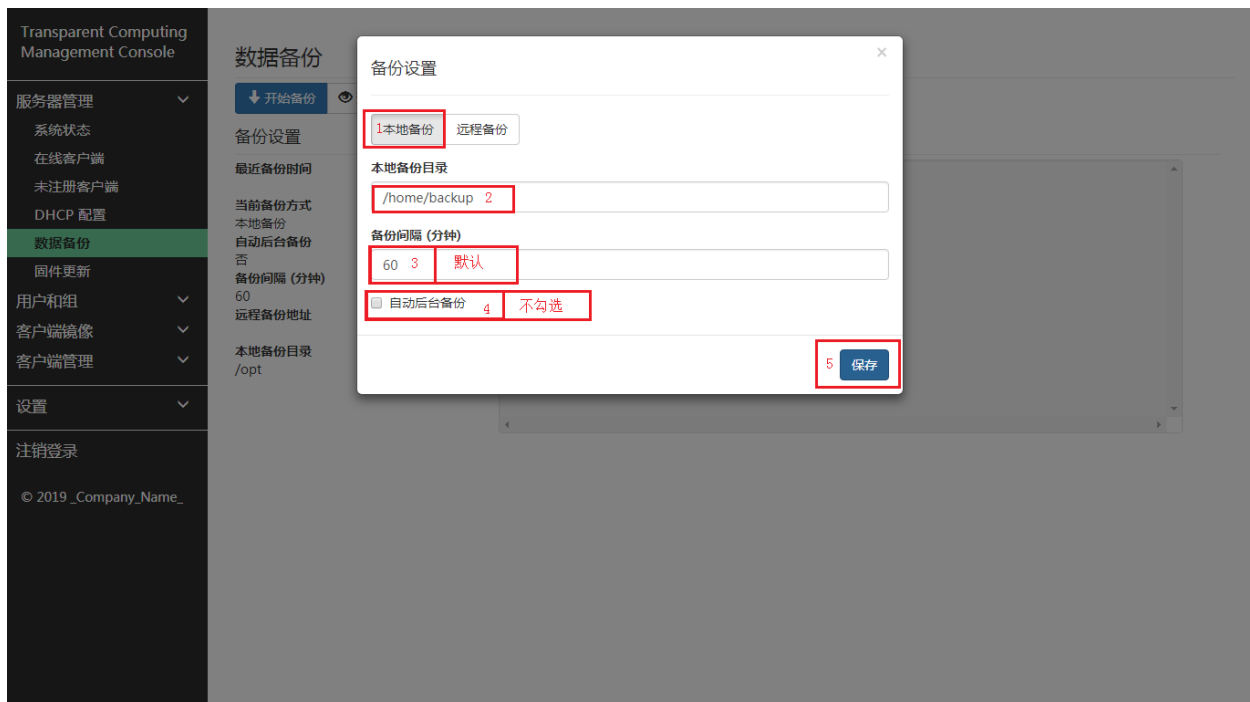 Transparent Computing
Management Console
服务器管理
系统状态
在线客户端
未注册客户端
DHCP 配置
数据备份
固件更新
用户和组
客户端镜像
客户端管理
设置
注销登录
© 2019 _Company_Name_
数据备份
开始备份
备份设置
最近备份时间
当前备份方式
本地备份
自动后台备份
否
备份间隔 (分钟)
60
远程备份地址
本地备份目录
/opt
备份设置
×
1本地备份 远程备份
本地备份目录
/home/backup 2
备份间隔 (分钟)
60 3 默认
自动后台备份 4 不勾选
5 保存